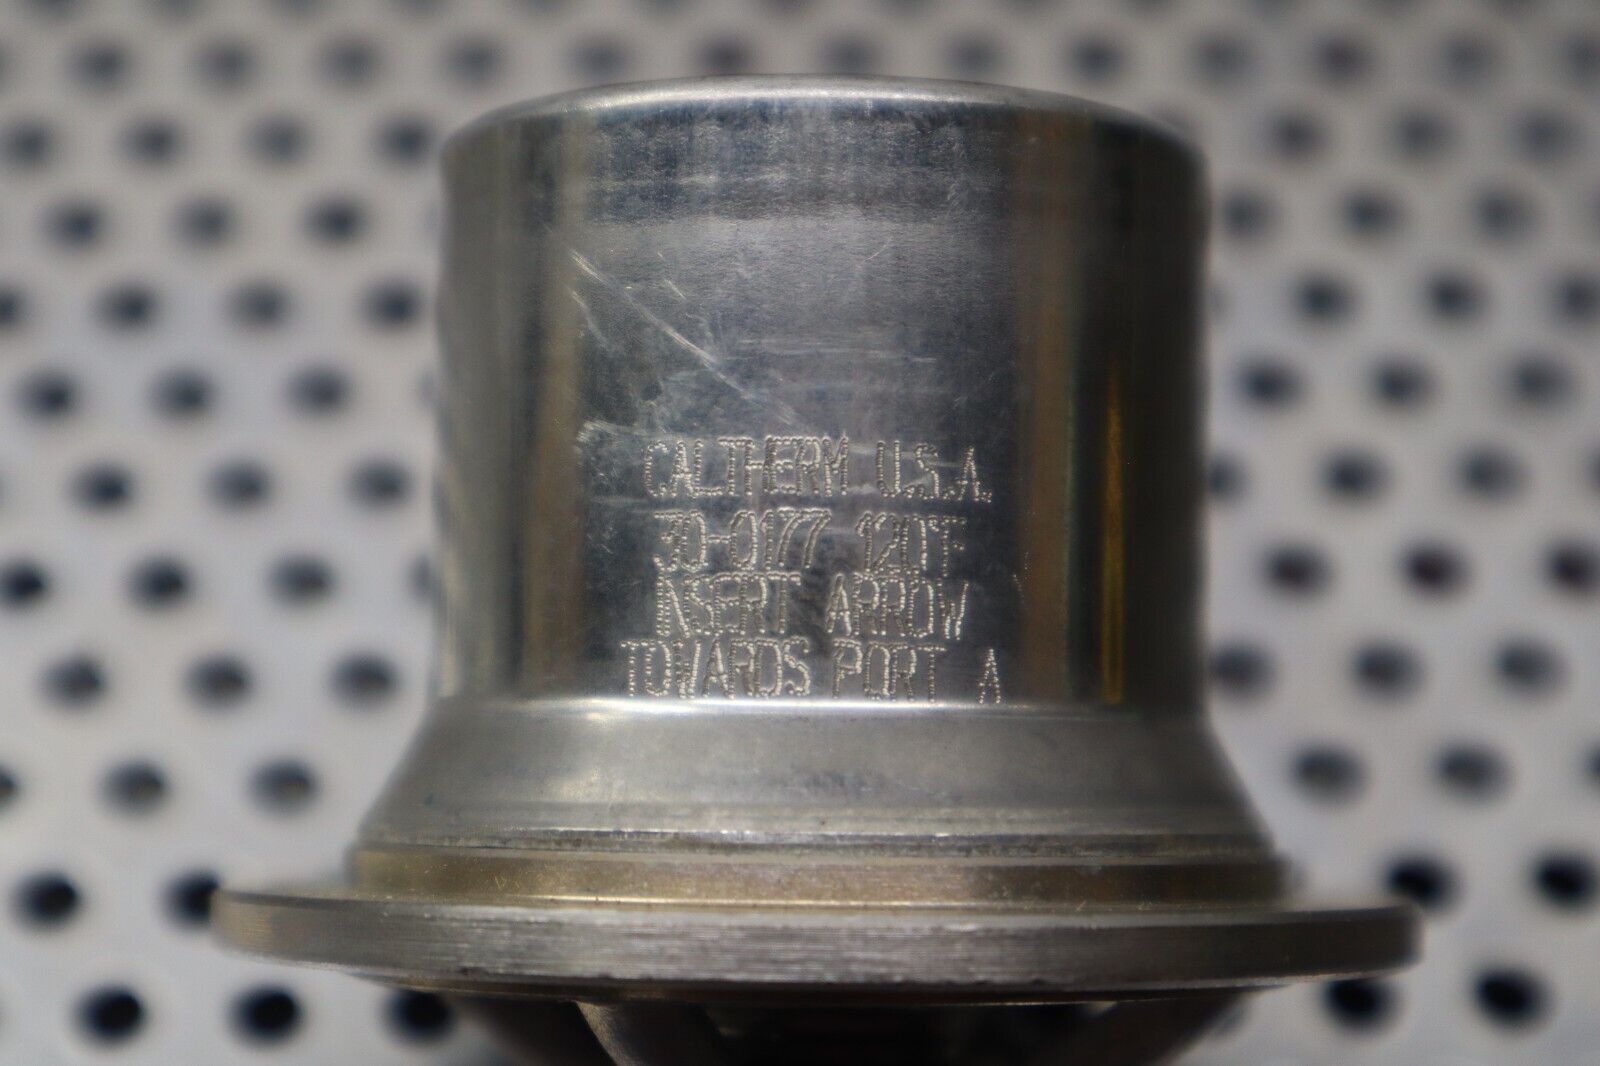 CALTHERM U.S.A.
30-0177 120°F
INSERT ARROW
TOWARDS PORT A